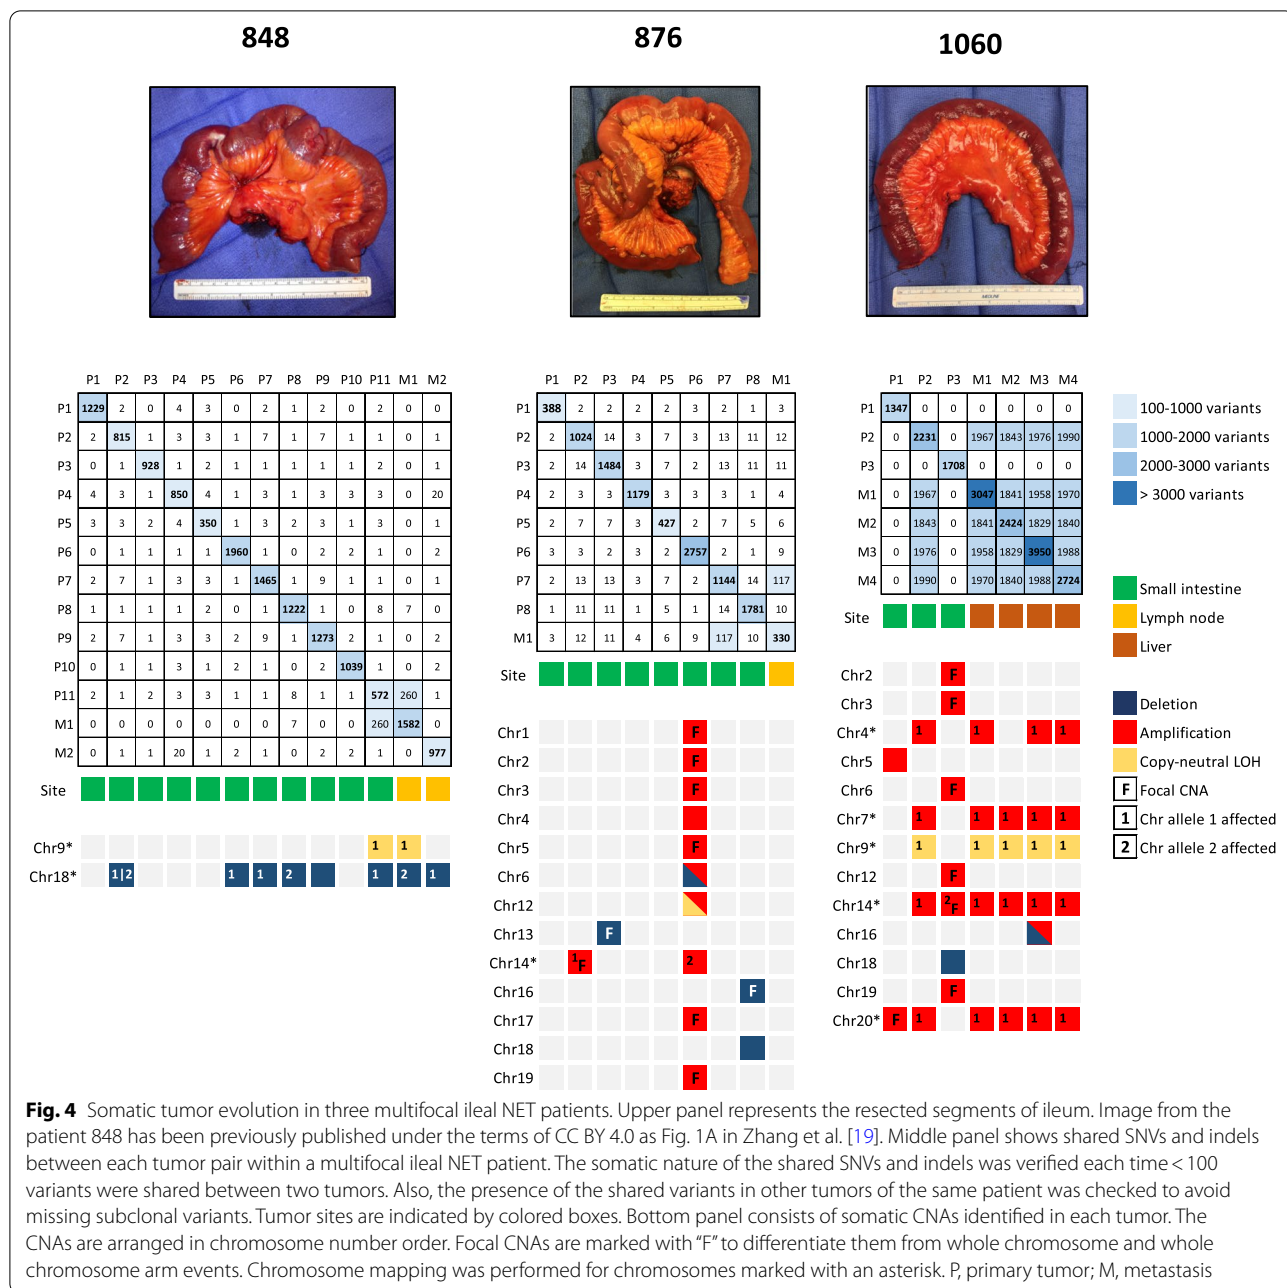 848 876 1060
P1 P2 P3 P4 P5 P6 P7 P8 P9 P10 P11 M1 M2
P1 1229 2 0 4 3 0 2 1 2 0 2 0 0
P2 2 815 1 3 3 1 7 1 7 1 1 0 1
P3 0 1 928 1 2 1 1 1 1 1 2 0 1
P4 4 3 1 850 4 1 3 1 3 3 3 0 20
P5 3 3 2 4 350 1 3 2 3 1 3 0 1
P6 0 1 1 1 1 1960 1 0 2 2 1 0 2
P7 2 7 1 3 3 1 1465 1 9 1 1 0 1
P8 1 1 1 1 2 0 1 1222 1 0 8 7 0
P9 2 7 1 3 3 2 9 1 1273 2 1 0 2
P10 0 1 1 3 1 2 1 0 2 1039 1 0 2
P11 2 1 2 3 3 1 1 8 1 1 572 260 1
M1 0 0 0 0 0 0 0 7 0 0 260 1582 0
M2 0 1 1 20 1 2 1 0 2 2 1 0 977
Site
Chr9* 1 1
Chr18* 1|2 1 1 2 1 2 1
P1 P2 P3 P4 P5 P6 P7 P8 M1
P1 388 2 2 2 2 3 2 1 3
P2 2 1024 14 3 7 3 13 11 12
P3 2 14 1484 3 7 2 13 11 11
P4 2 3 3 1179 3 3 3 1 4
P5 2 7 7 3 427 2 7 5 6
P6 3 3 2 3 2 2757 2 1 9
P7 2 13 13 3 7 2 1144 14 117
P8 1 11 11 1 5 1 14 1781 10
M1 3 12 11 4 6 9 117 10 330
Site
Chr1 F
Chr2 F
Chr3 F
Chr4
Chr5 F
Chr6
Chr12
Chr13 F
Chr14* 1F 2
Chr16 F
Chr17 F
Chr18
Chr19 F
P1 P2 P3 M1 M2 M3 M4
P1 1347 0 0 0 0 0 0
P2 0 2231 0 1967 1843 1976 1990
P3 0 0 1708 0 0 0 0
M1 0 1967 0 3047 1841 1958 1970
M2 0 1843 0 1841 2424 1829 1840
M3 0 1976 0 1958 1829 3950 1988
M4 0 1990 0 1970 1840 1988 2724
Site
Chr2 F
Chr3 F
Chr4* 1 1 1 1
Chr5
Chr6 F
Chr7* 1 1 1 1 1
Chr9* 1 1 1 1 1
Chr12 F
Chr14* 1 2F 1 1 1 1
Chr16
Chr18
Chr19 F
Chr20* F 1 1 1 1 1
100-1000 variants
1000-2000 variants
2000-3000 variants
> 3000 variants
Small intestine
Lymph node
Liver
Deletion
Amplification
Copy-neutral LOH
F Focal CNA
1 Chr allele 1 affected
2 Chr allele 2 affected
Fig. 4 Somatic tumor evolution in three multifocal ileal NET patients. Upper panel represents the resected segments of ileum. Image from the
patient 848 has been previously published under the terms of CC BY 4.0 as Fig. 1A in Zhang et al. [19]. Middle panel shows shared SNVs and indels
between each tumor pair within a multifocal ileal NET patient. The somatic nature of the shared SNVs and indels was verified each time < 100
variants were shared between two tumors. Also, the presence of the shared variants in other tumors of the same patient was checked to avoid
missing subclonal variants. Tumor sites are indicated by colored boxes. Bottom panel consists of somatic CNAs identified in each tumor. The
CNAs are arranged in chromosome number order. Focal CNAs are marked with “F” to differentiate them from whole chromosome and whole
chromosome arm events. Chromosome mapping was performed for chromosomes marked with an asterisk. P, primary tumor; M, metastasis